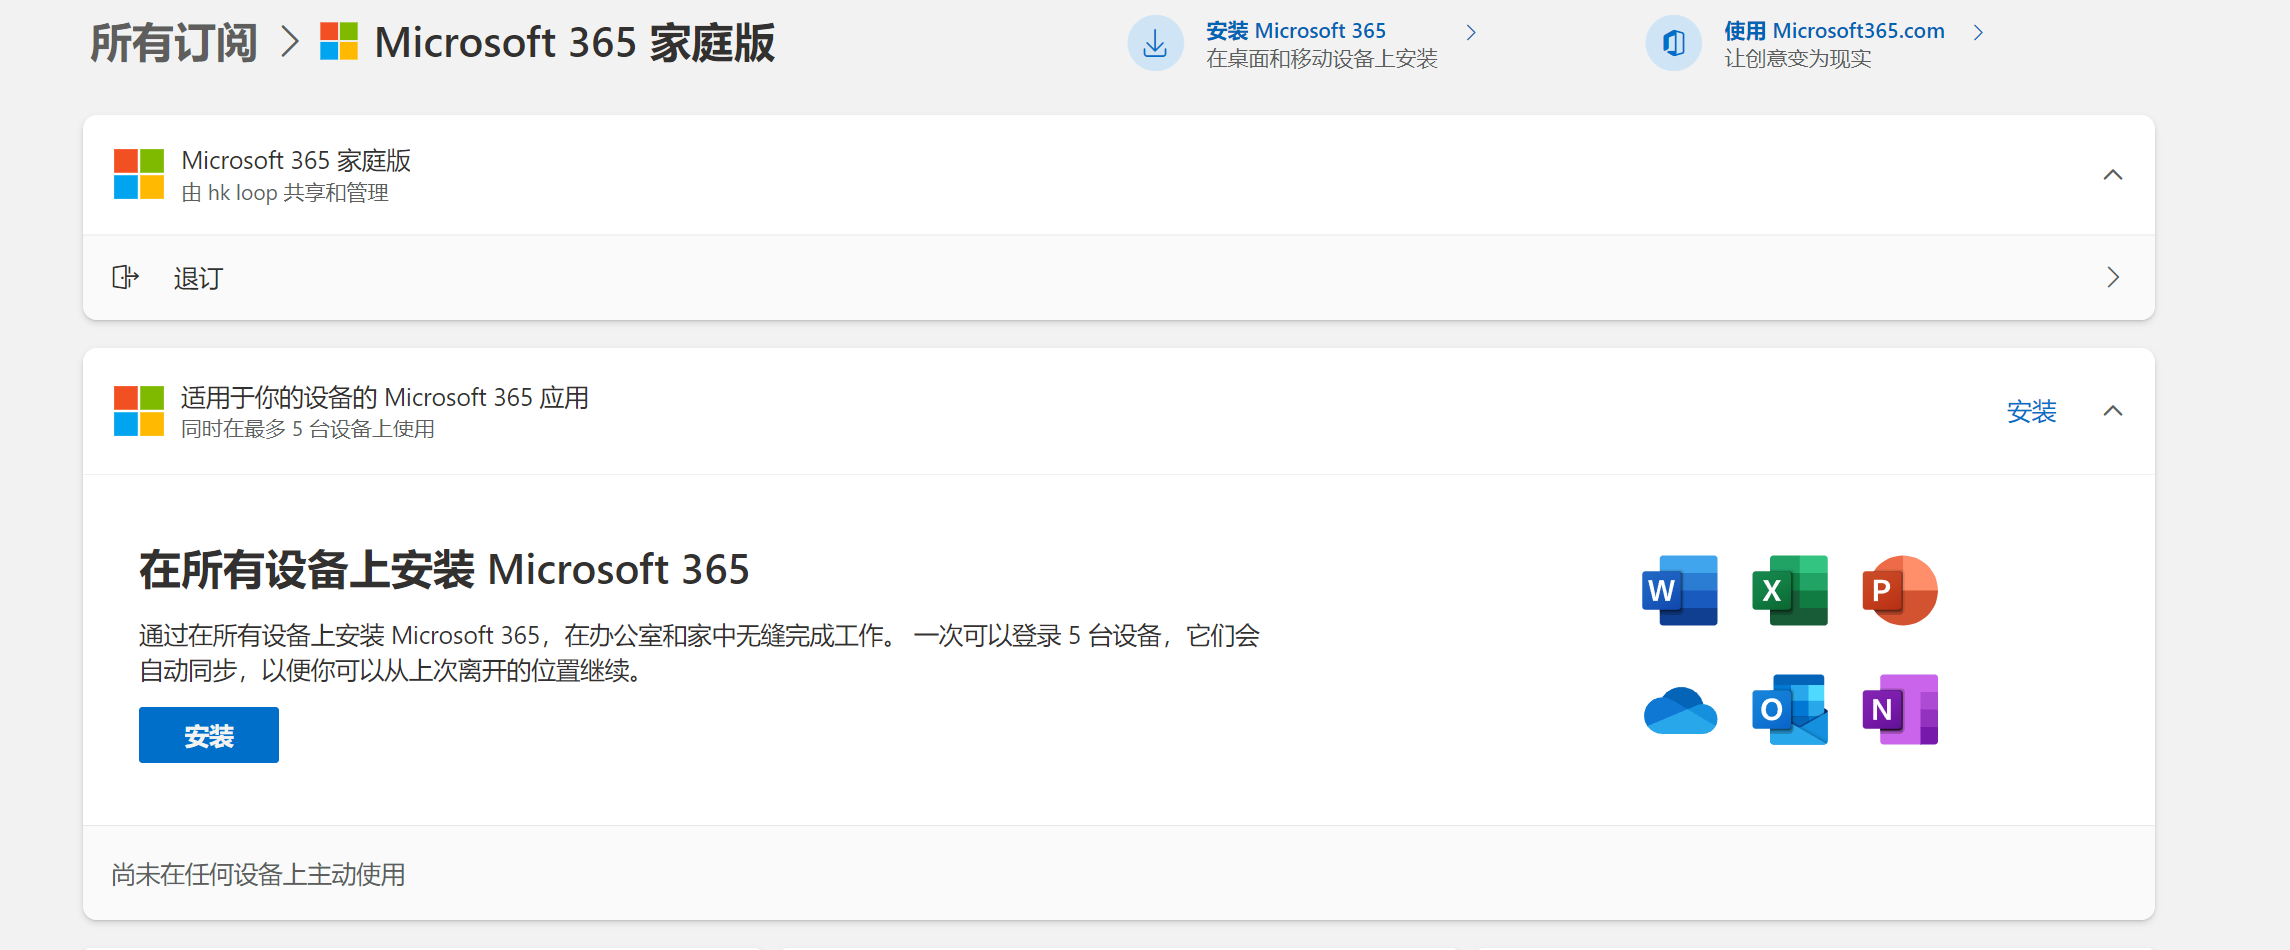 所有订阅 > Microsoft 365 家庭版
安装 Microsoft 365
在桌面和移动设备上安装
使用 Microsoft365.com
让创意变为现实
Microsoft 365 家庭版
由 hk loop 共享和管理
退订
适用于你的设备的 Microsoft 365 应用
同时在最多 5 台设备上使用
安装
在所有设备上安装 Microsoft 365
通过在所有设备上安装 Microsoft 365，在办公室和家中无缝完成工作。 一次可以登录 5 台设备，它们会
自动同步，以便你可以从上次离开的位置继续。
安装
W
X
P
O
N
尚未在任何设备上主动使用